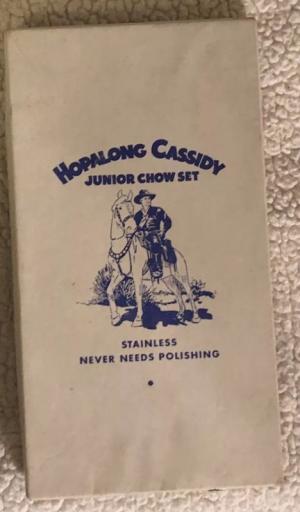 HOPALONG CASSIDY
JUNIOR CHOW SET
STAINLESS
NEVER NEEDS POLISHING